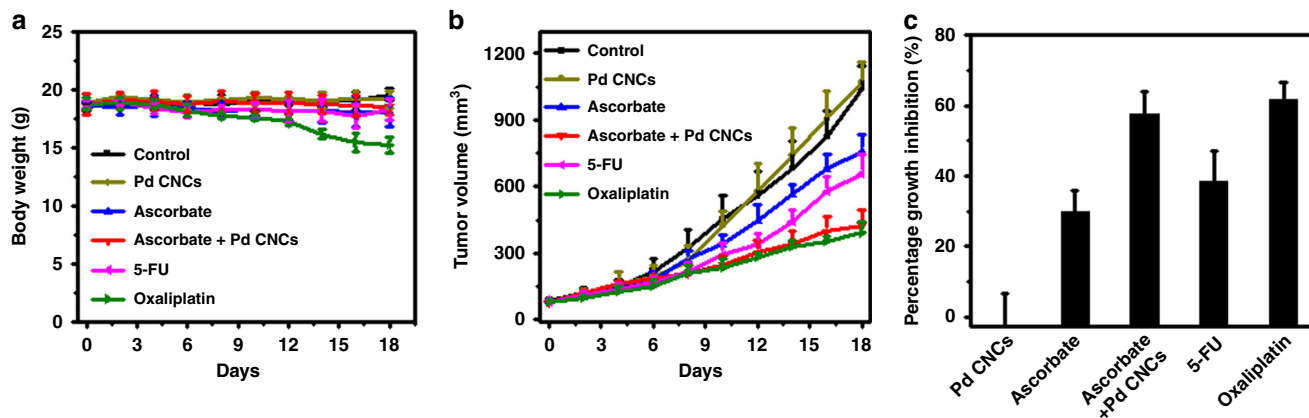 a
25
20
15
10
5
0
Body weight (g)
Control
Pd CNCs
Ascorbate
Ascorbate + Pd CNCs
5-FU
Oxaliplatin
0 3 6 9 12 15 18
Days
b
1200
900
600
300
0
Tumor volume (mm³)
Control
Pd CNCs
Ascorbate
Ascorbate + Pd CNCs
5-FU
Oxaliplatin
0 3 6 9 12 15 18
Days
c
80
60
40
20
0
Percentage growth inhibition (%)
Pd CNCs
Ascorbate
Ascorbate
+Pd CNCs
5-FU
Oxaliplatin